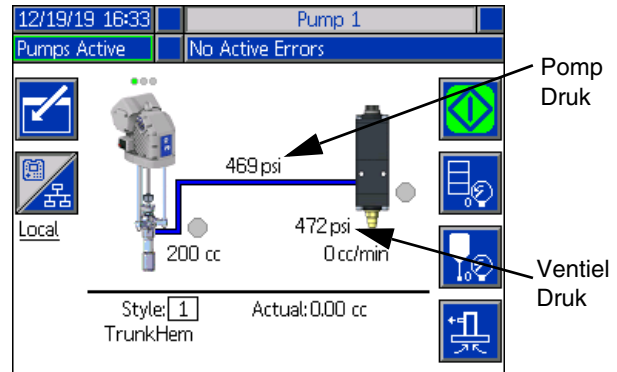 12/19/19 16:33
Pump 1
Pumps Active
No Active Errors
Pomp
Druk
469 psi
Local
472 psi
200 cc
0 cc/min
Ventiel
Druk
Style: 1
Actual: 0.00 cc
TrunkHem